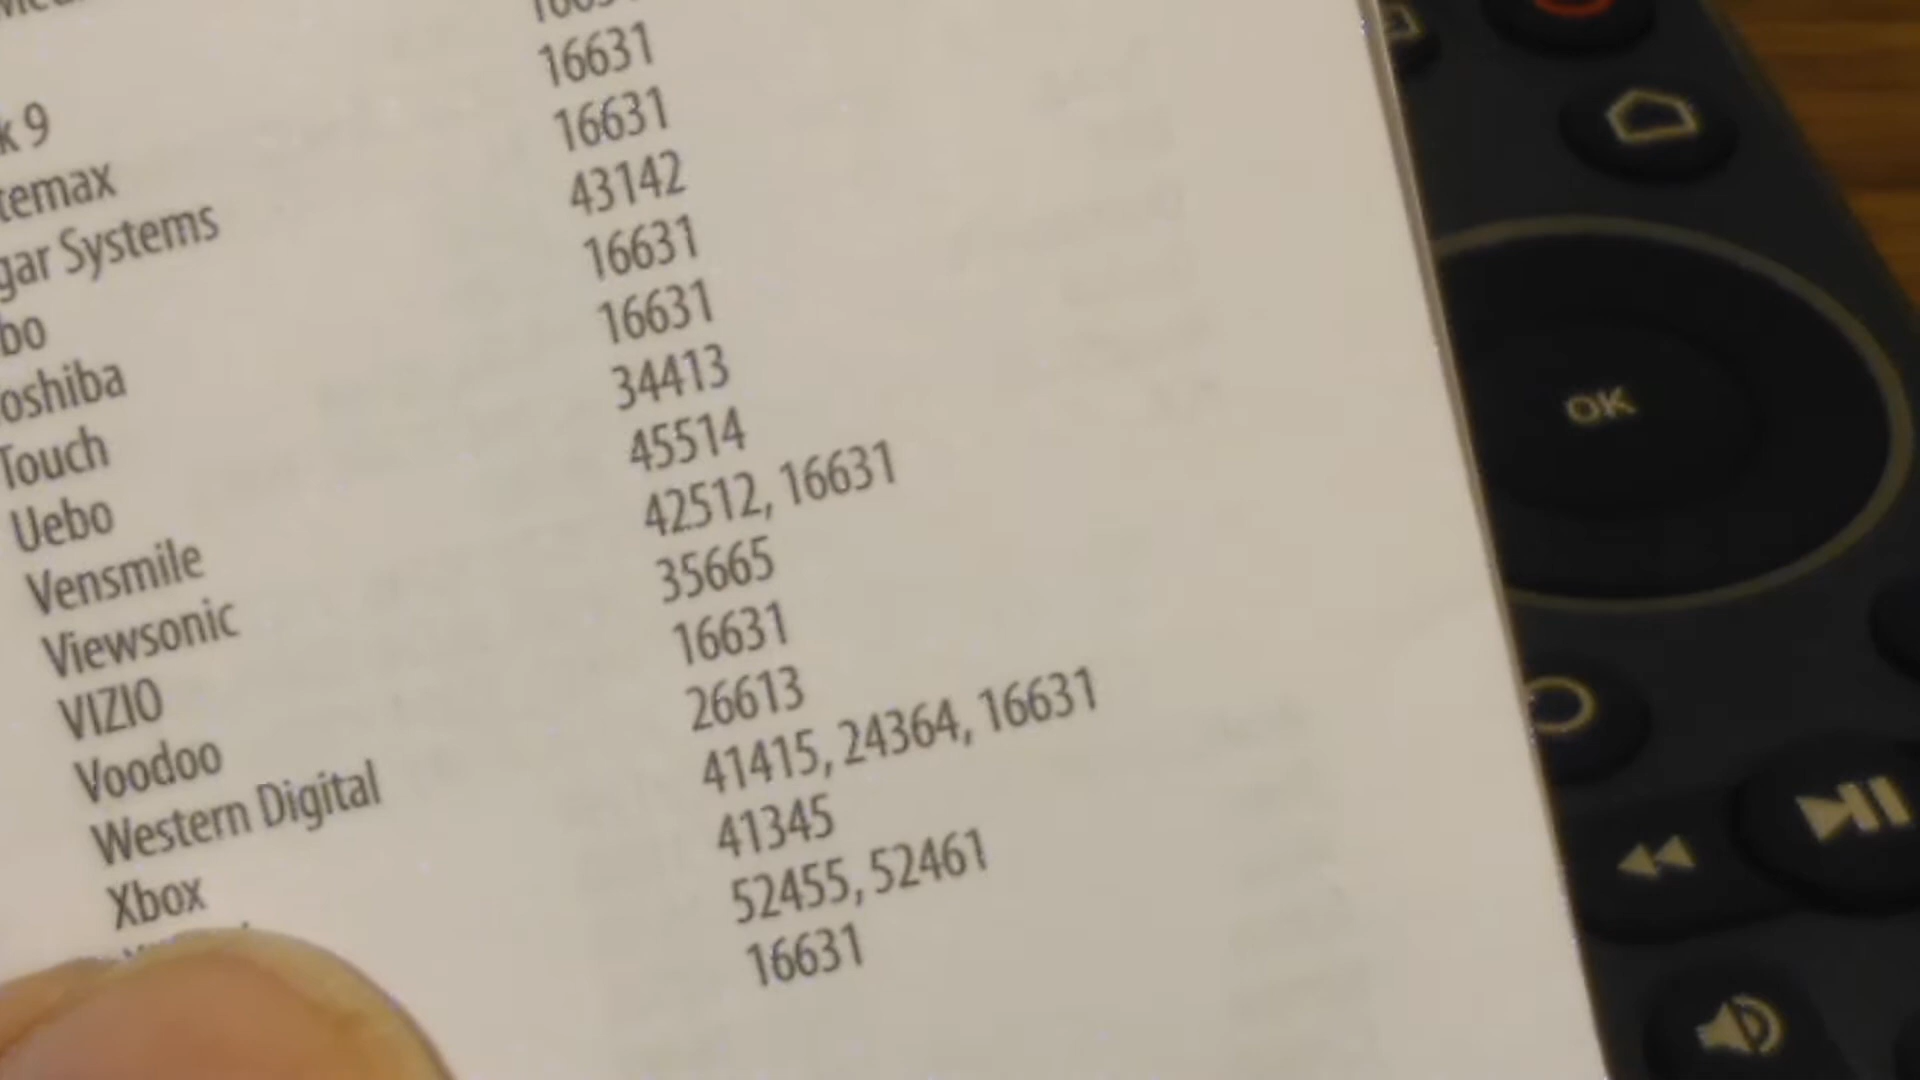 k 9
temax 16631
gar Systems 16631
bo 43142
oshiba 16631
Touch 16631
Uebo 34413
Vensmile 45514
Viewsonic 42512, 16631
VIZIO 35665
Voodoo 16631
Western Digital 26613
Xbox 41415, 24364, 16631
41345
52455, 52461
16631
OK